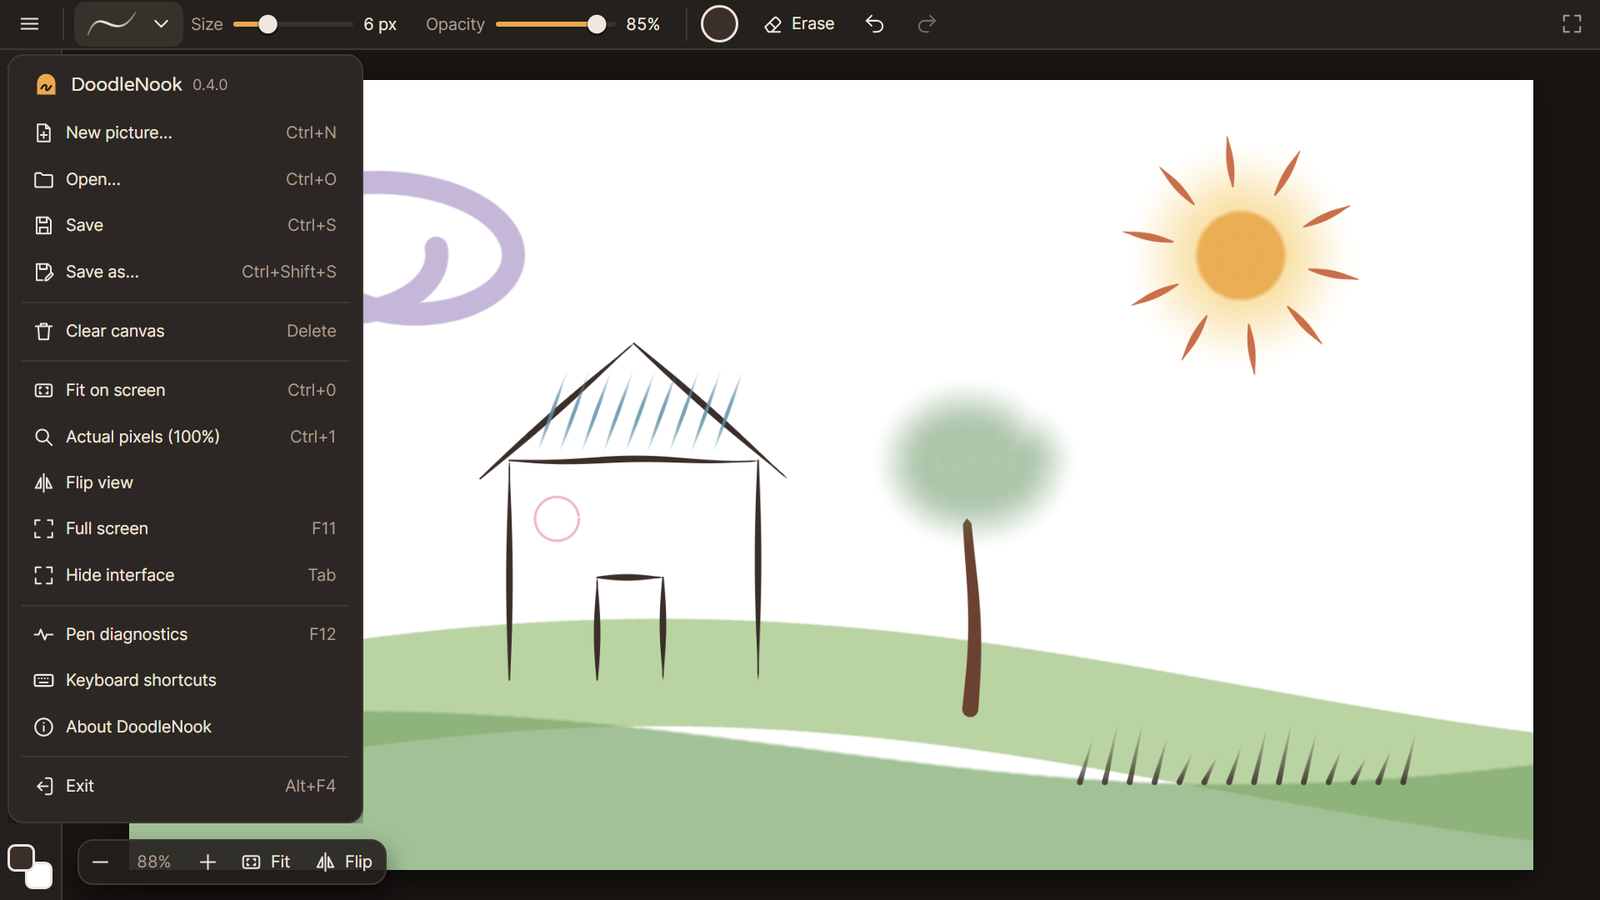 Size 6 px Opacity 85% Erase
DoodleNook 0.4.0
New picture... Ctrl+N
Open... Ctrl+O
Save Ctrl+S
Save as... Ctrl+Shift+S
Clear canvas Delete
Fit on screen Ctrl+0
Actual pixels (100%) Ctrl+1
Flip view
Full screen F11
Hide interface Tab
Pen diagnostics F12
Keyboard shortcuts
About DoodleNook
Exit Alt+F4
88% Fit Flip